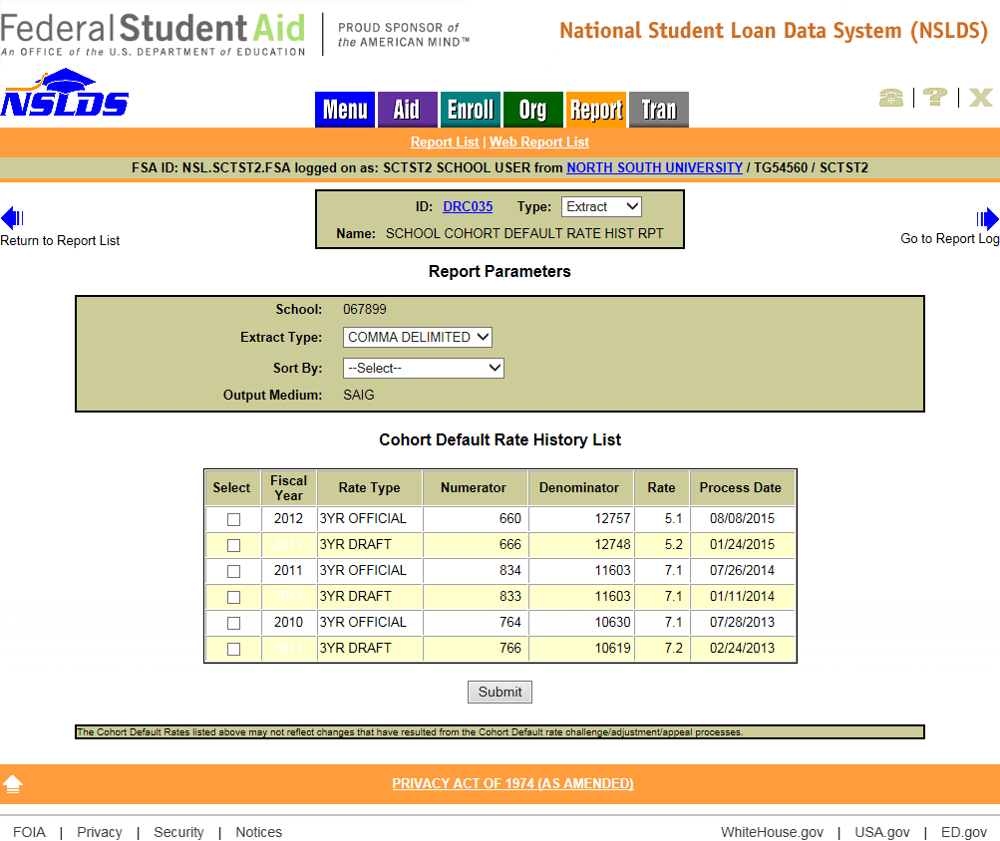 Federal Student Aid
An OFFICE of the U.S. DEPARTMENT of EDUCATION
PROUD SPONSOR of
the AMERICAN MIND™
National Student Loan Data System (NSLDS)
NSLDS
Menu Aid Enroll Org Report Tran
Report List | Web Report List
FSA ID: NSL.SCTST2.FSA logged on as: SCTST2 SCHOOL USER from NORTH SOUTH UNIVERSITY / TG54560 / SCTST2
Return to Report List
ID: DRC035 Type: Extract
Name: SCHOOL COHORT DEFAULT RATE HIST RPT
Go to Report Log
Report Parameters
School: 067899
Extract Type: COMMA DELIMITED
Sort By: --Select--
Output Medium: SAIG
Cohort Default Rate History List
Select Fiscal Year Rate Type Numerator Denominator Rate Process Date
2012 3YR OFFICIAL 660 12757 5.1 08/08/2015
3YR DRAFT 666 12748 5.2 01/24/2015
2011 3YR OFFICIAL 834 11603 7.1 07/26/2014
3YR DRAFT 833 11603 7.1 01/11/2014
2010 3YR OFFICIAL 764 10630 7.1 07/28/2013
3YR DRAFT 766 10619 7.2 02/24/2013
Submit
The Cohort Default Rates listed above may not reflect changes that have resulted from the Cohort Default rate challenge/adjustment/appeal processes.
PRIVACY ACT OF 1974 (AS AMENDED)
FOIA | Privacy | Security | Notices
WhiteHouse.gov | USA.gov | ED.gov